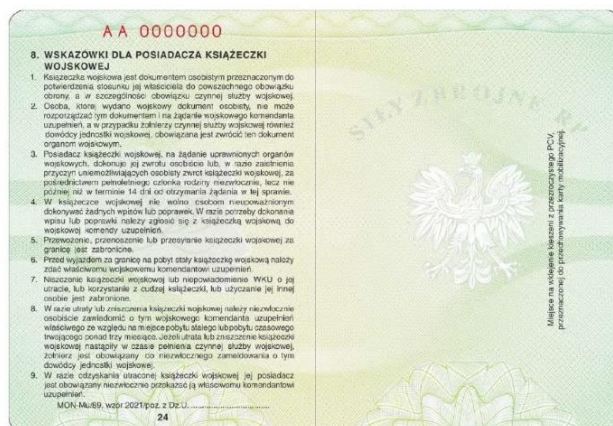 AA 0000000
8. WSKAZÓWKI DLA POSIADACZA KSIĄŻECZKI
WOJSKOWEJ
1. Książeczka wojskowa jest dokumentem osobistym przeznaczonym do
potwierdzenia stosunku jej właściciela do powszechnego obowiązku
obrony, a w szczególności obowiązku czynnej służby wojskowej.
2. Osoba, której wydano wojskowy dokument osobisty, nie może
rozporządzać tym dokumentem i na żądanie wojskowego komendanta
uzupełnień, a w przypadku żołnierzy czynnej służby wojskowej również
dowódcy jednostki wojskowej, obowiązana jest zwrócić ten dokument
organom wojskowym.
3. Posiadacz książeczki wojskowej, na żądanie uprawnionych organów
wojskowych, dokonuje jej zwrotu osobiście lub, w razie zaistnienia
przyczyn uniemożliwiających osobisty zwrot książeczki wojskowej, za
pośrednictwem pełnoletniego członka rodziny niezwłocznie, lecz nie
później niż w terminie 14 dni od otrzymania żądania w tej sprawie.
4. W książeczce wojskowej nie wolno osobom nieupoważnionym
dokonywać żadnych wpisów lub poprawek. W razie potrzeby dokonania
wpisu lub poprawki należy zgłosić się z książeczką wojskową do
wojskowej komendy uzupełnień.
5. Przewożenie, przenoszenie lub przesyłanie książeczki wojskowej za
granicę jest zabronione.
6. Przed wyjazdem za granicę na pobyt stały książeczkę wojskową należy
zdać właściwemu wojskowemu komendantowi uzupełnień.
7. Niszczenie książeczki wojskowej lub niepowiadomienie WKU o jej
utracie, lub korzystanie z cudzej książeczki, lub użyczanie jej innej
osobie jest zabronione.
8. W razie utraty lub zniszczenia książeczki wojskowej należy niezwłocznie
osobiście zawiadomić o tym wojskowego komendanta uzupełnień
właściwego ze względu na miejsce pobytu stałego lub pobytu czasowego
trwającego ponad trzy miesiące. Jeżeli utrata lub zniszczenie książeczki
wojskowej nastąpiły w czasie pełnienia czynnej służby wojskowej,
żołnierz jest obowiązany do niezwłocznego zameldowania o tym
dowódcy jednostki wojskowej.
9. W razie odzyskania utraconej książeczki wojskowej jej posiadacz
jest obowiązany niezwłocznie przekazać ją właściwemu komendantowi
uzupełnień.
MON-Mu/89, wzór 2021/poz. z Dz.U. ..............................
24
SIŁY ZBROJNE RP
Miejsce na wklejenie kieszeni z przezroczystego PCV,
przeznaczonej do przechowywania karty mobilizacyjnej.